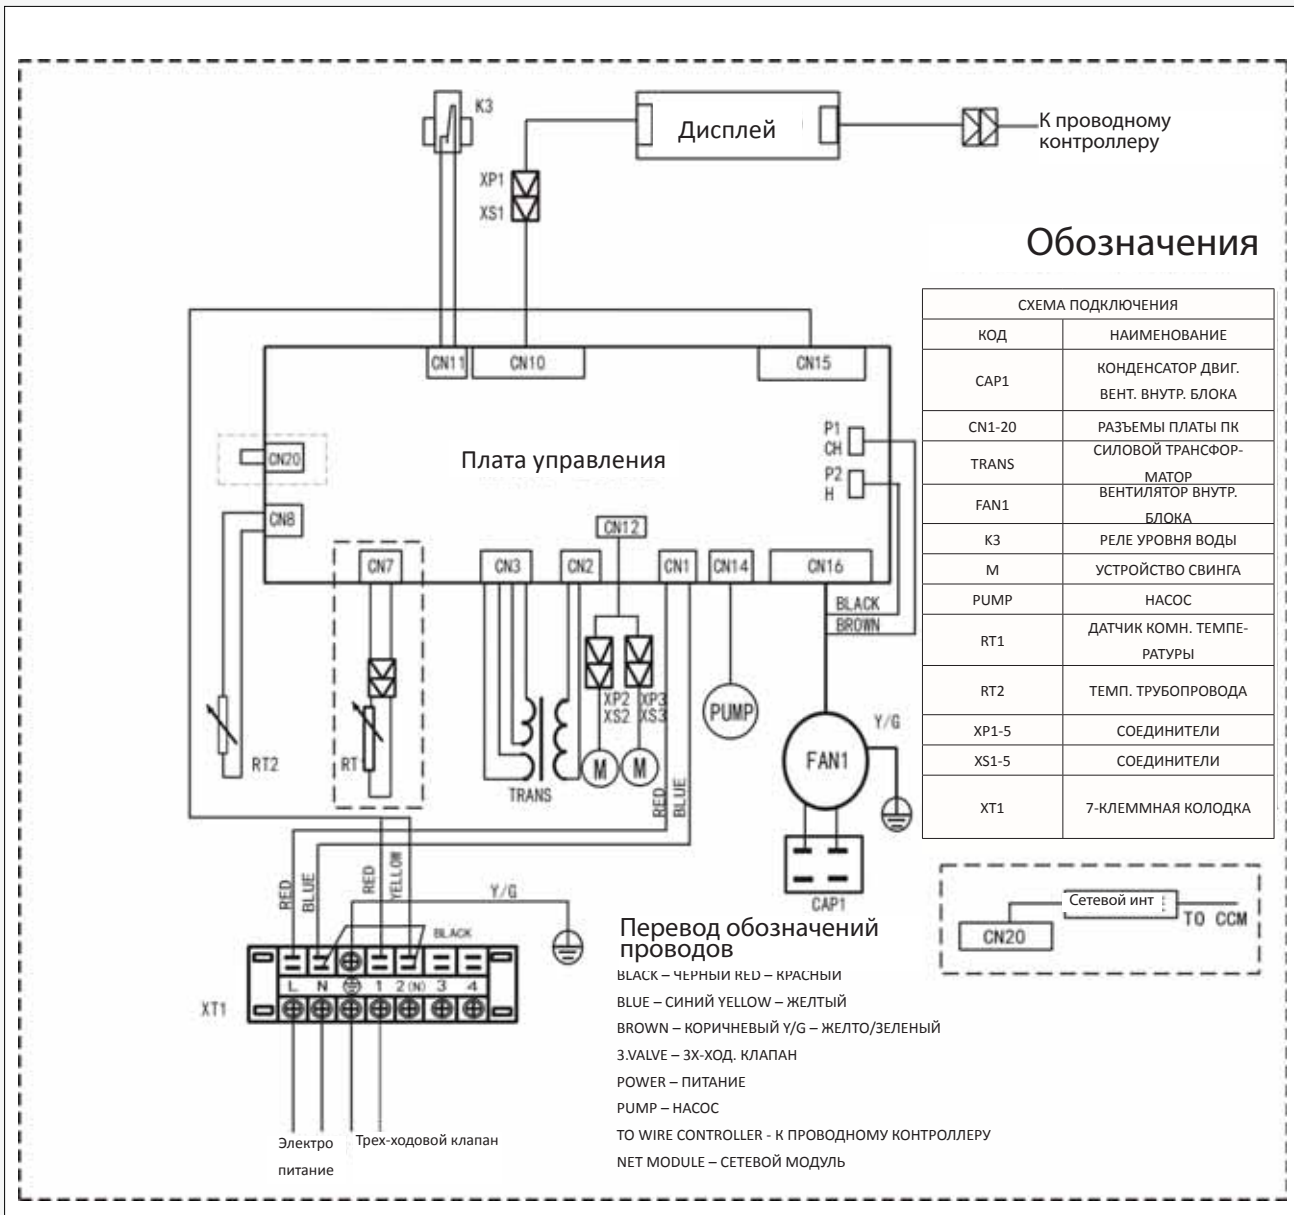 K3
Дисплей
К проводному
контроллеру
XP1
XS1
Обозначения
СХЕМА ПОДКЛЮЧЕНИЯ
КОД НАИМЕНОВАНИЕ
CAP1 КОНДЕНСАТОР ДВИГ.
ВЕНТ. ВНУТР. БЛОКА
CN1-20 РАЗЪЕМЫ ПЛАТЫ ПК
TRANS СИЛОВОЙ ТРАНСФОР-
МАТОР
FAN1 ВЕНТИЛЯТОР ВНУТР.
БЛОКА
K3 РЕЛЕ УРОВНЯ ВОДЫ
M УСТРОЙСТВО СВИНГА
PUMP НАСОС
RT1 ДАТЧИК КОМН. ТЕМПЕ-
РАТУРЫ
RT2 ТЕМП. ТРУБОПРОВОДА
XP1-5 СОЕДИНИТЕЛИ
XS1-5 СОЕДИНИТЕЛИ
XT1 7-КЛЕММНАЯ КОЛОДКА
CN11 CN10 CN15
P1
CH
CN20
Плата управления
P2
H
CN8
CN12
CN7 CN3 CN2 CN1 CN14 CN16
BLACK
BROWN
XP2 XP3
XS2 XS3
PUMP
Y/G
RT2
RT1
FAN1
M M
TRANS
RED
BLUE
RED
BLUE
RED
YELLOW
Y/G
BLACK
CAP1
L N 1 2(N) 3 4
XT1
Электро
питание
Трех-ходовой клапан
Сетевой инт
TO CCM
CN20
Перевод обозначений
проводов
BLACK – ЧЕРНЫЙ RED – КРАСНЫЙ
BLUE – СИНИЙ YELLOW – ЖЕЛТЫЙ
BROWN – КОРИЧНЕВЫЙ Y/G – ЖЕЛТО/ЗЕЛЕНЫЙ
3.VALVE – 3Х-ХОД. КЛАПАН
POWER – ПИТАНИЕ
PUMP – НАСОС
TO WIRE CONTROLLER - К ПРОВОДНОМУ КОНТРОЛЛЕРУ
NET MODULE – СЕТЕВОЙ МОДУЛЬ